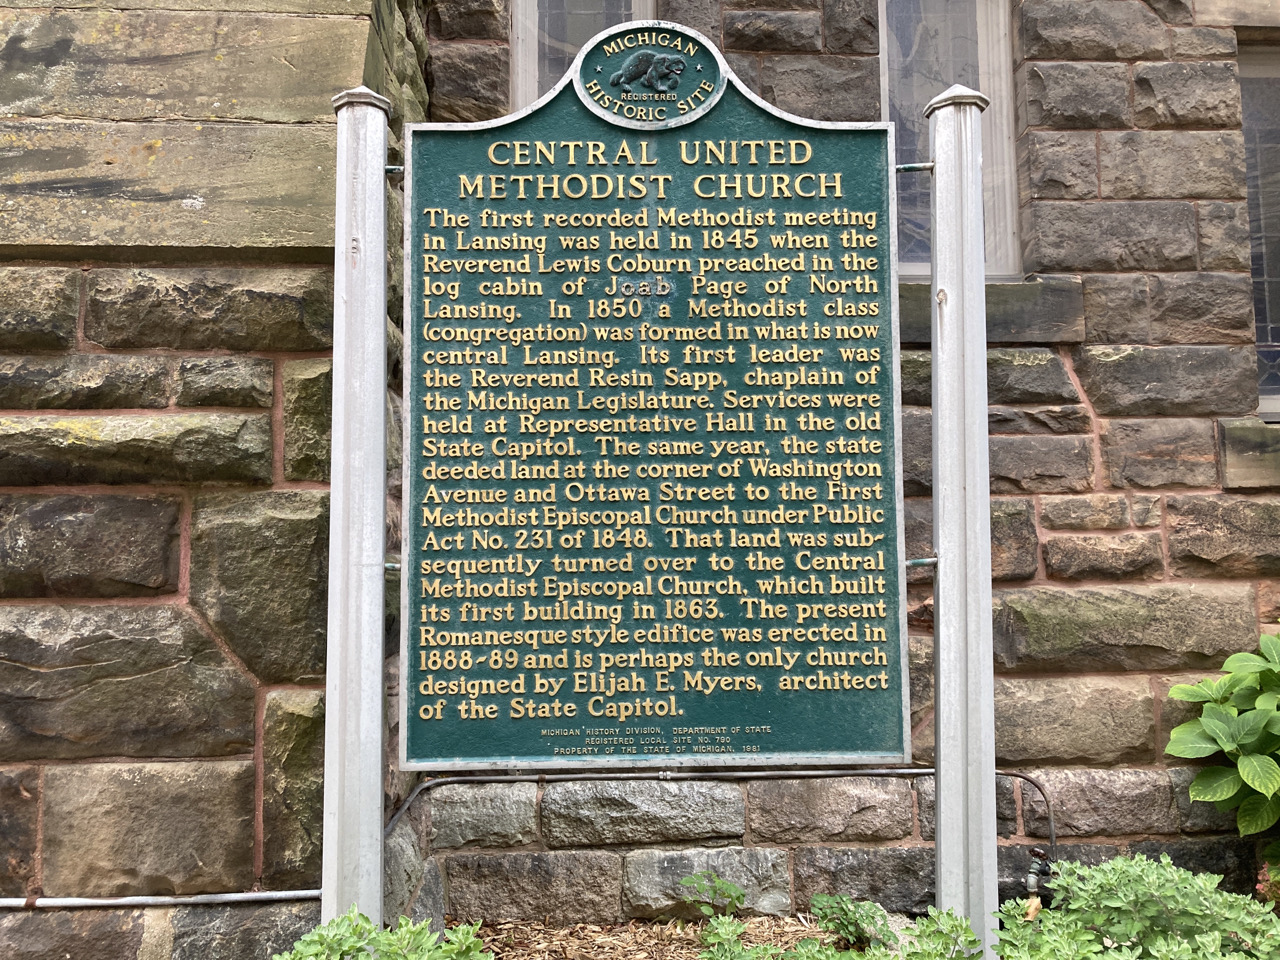 MICHIGAN
REGISTERED
HISTORIC SITE
CENTRAL UNITED
METHODIST CHURCH
The first recorded Methodist meeting
in Lansing was held in 1845 when the
Reverend Lewis Coburn preached in the
log cabin of Joab Page of North
Lansing. In 1850 a Methodist class
(congregation) was formed in what is now
central Lansing. Its first leader was
the Reverend Resin Sapp, chaplain of
the Michigan Legislature. Services were
held at Representative Hall in the old
State Capitol. The same year, the state
deeded land at the corner of Washington
Avenue and Ottawa Street to the First
Methodist Episcopal Church under Public
Act No. 231 of 1848. That land was sub-
sequently turned over to the Central
Methodist Episcopal Church, which built
its first building in 1863. The present
Romanesque style edifice was erected in
1888-89 and is perhaps the only church
designed by Elijah E. Myers, architect
of the State Capitol.
MICHIGAN HISTORY DIVISION, DEPARTMENT OF STATE
REGISTERED LOCAL SITE NO. 790
PROPERTY OF THE STATE OF MICHIGAN, 1981